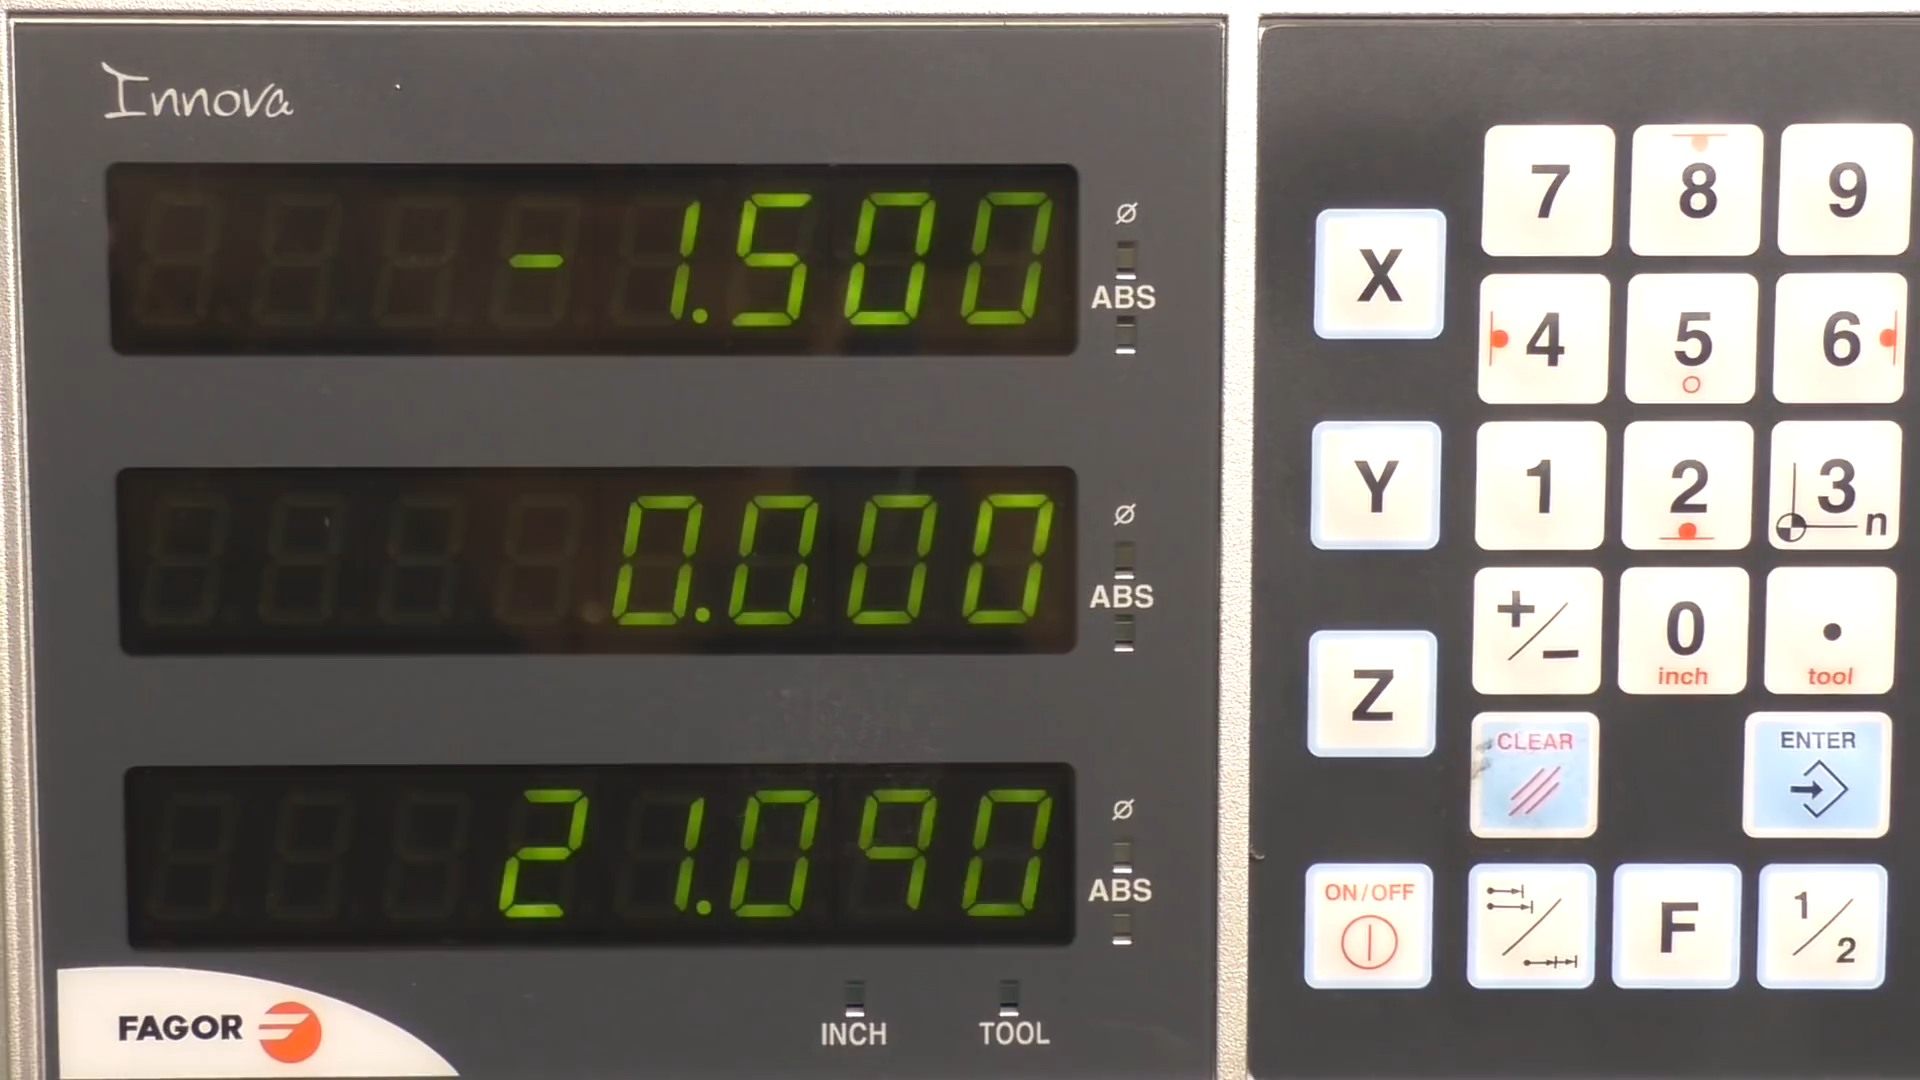 Innova
- 1.500
Ø
ABS
0.000
Ø
ABS
21.090
Ø
ABS
FAGOR
INCH TOOL
7 8 9
X
4 5 6
Y
1 2 3 n
+/- 0 .
inch tool
Z
CLEAR ENTER
ON/OFF
F 1/2